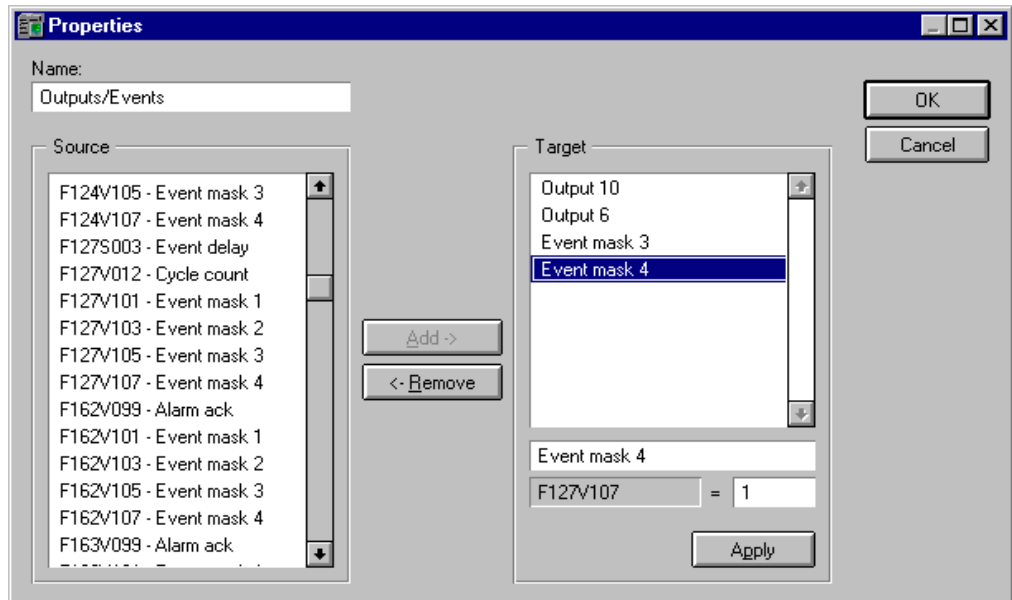 Properties
Name:
Outputs/Events
OK
Cancel
Source
F124V105 - Event mask 3
F124V107 - Event mask 4
F127S003 - Event delay
F127V012 - Cycle count
F127V101 - Event mask 1
F127V103 - Event mask 2
F127V105 - Event mask 3
F127V107 - Event mask 4
F162V099 - Alarm ack
F162V101 - Event mask 1
F162V103 - Event mask 2
F162V105 - Event mask 3
F162V107 - Event mask 4
F163V099 - Alarm ack
Add ->
<- Remove
Target
Output 10
Output 6
Event mask 3
Event mask 4
Event mask 4
F127V107 = 1
Apply